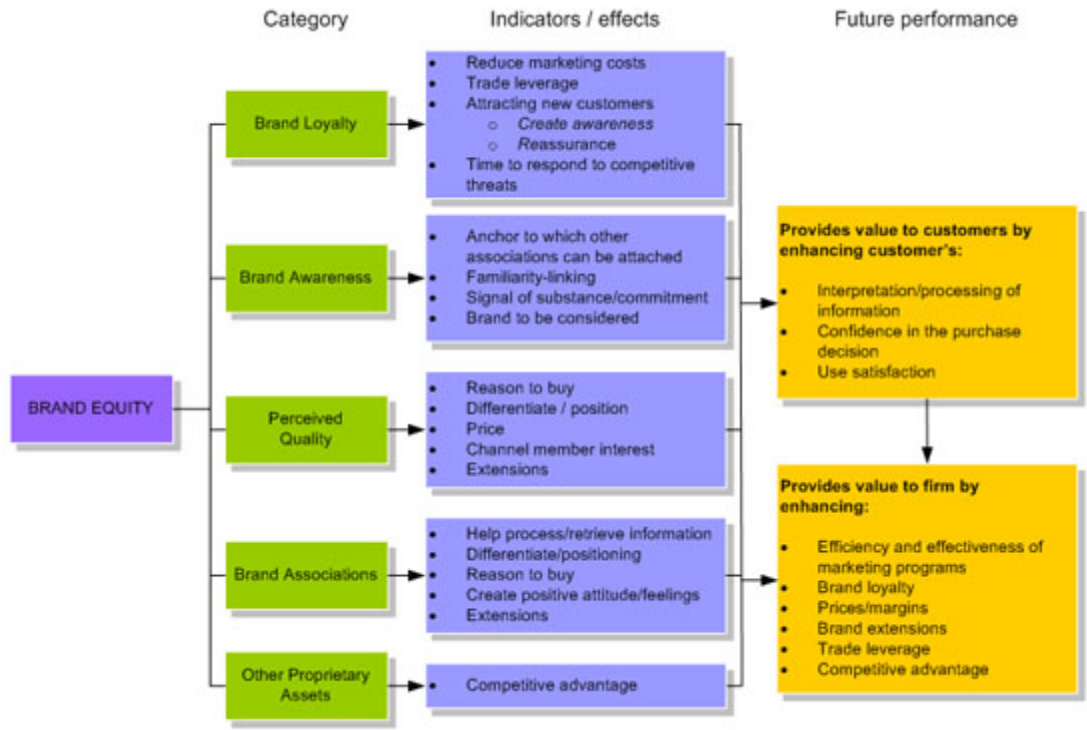 Category
Indicators / effects
Future performance
BRAND EQUITY
Brand Loyalty
• Reduce marketing costs
• Trade leverage
• Attracting new customers
o Create awareness
o Reassurance
• Time to respond to competitive
threats
Brand Awareness
• Anchor to which other
associations can be attached
• Familiarity-linking
• Signal of substance/commitment
• Brand to be considered
Perceived
Quality
• Reason to buy
• Differentiate / position
• Price
• Channel member interest
• Extensions
Brand Associations
• Help process/retrieve information
• Differentiate/positioning
• Reason to buy
• Create positive attitude/feelings
• Extensions
Other Proprietary
Assets
• Competitive advantage
Provides value to customers by
enhancing customer's:
• Interpretation/processing of
information
• Confidence in the purchase
decision
• Use satisfaction
Provides value to firm by
enhancing:
• Efficiency and effectiveness of
marketing programs
• Brand loyalty
• Prices/margins
• Brand extensions
• Trade leverage
• Competitive advantage